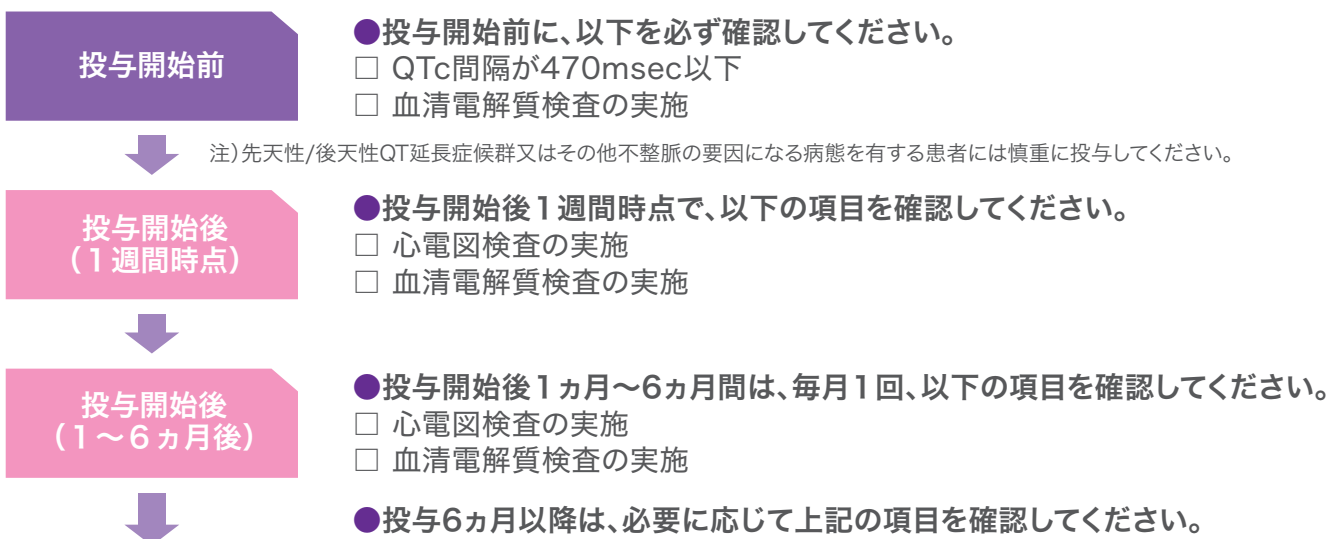 投与開始前
●投与開始前に、以下を必ず確認してください。
□ QTc間隔が470msec以下
□ 血清電解質検査の実施
注)先天性/後天性QT延長症候群又はその他不整脈の要因になる病態を有する患者には慎重に投与してください。
投与開始後
(1週間時点)
●投与開始後1週間時点で、以下の項目を確認してください。
□ 心電図検査の実施
□ 血清電解質検査の実施
投与開始後
(1〜6ヵ月後)
●投与開始後1ヵ月〜6ヵ月間は、毎月1回、以下の項目を確認してください。
□ 心電図検査の実施
□ 血清電解質検査の実施
●投与6ヵ月以降は、必要に応じて上記の項目を確認してください。